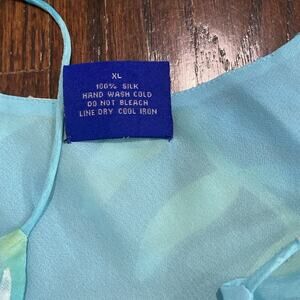 XL
100% SILK
HAND WASH COLD
DO NOT BLEACH
LINE DRY COOL IRON